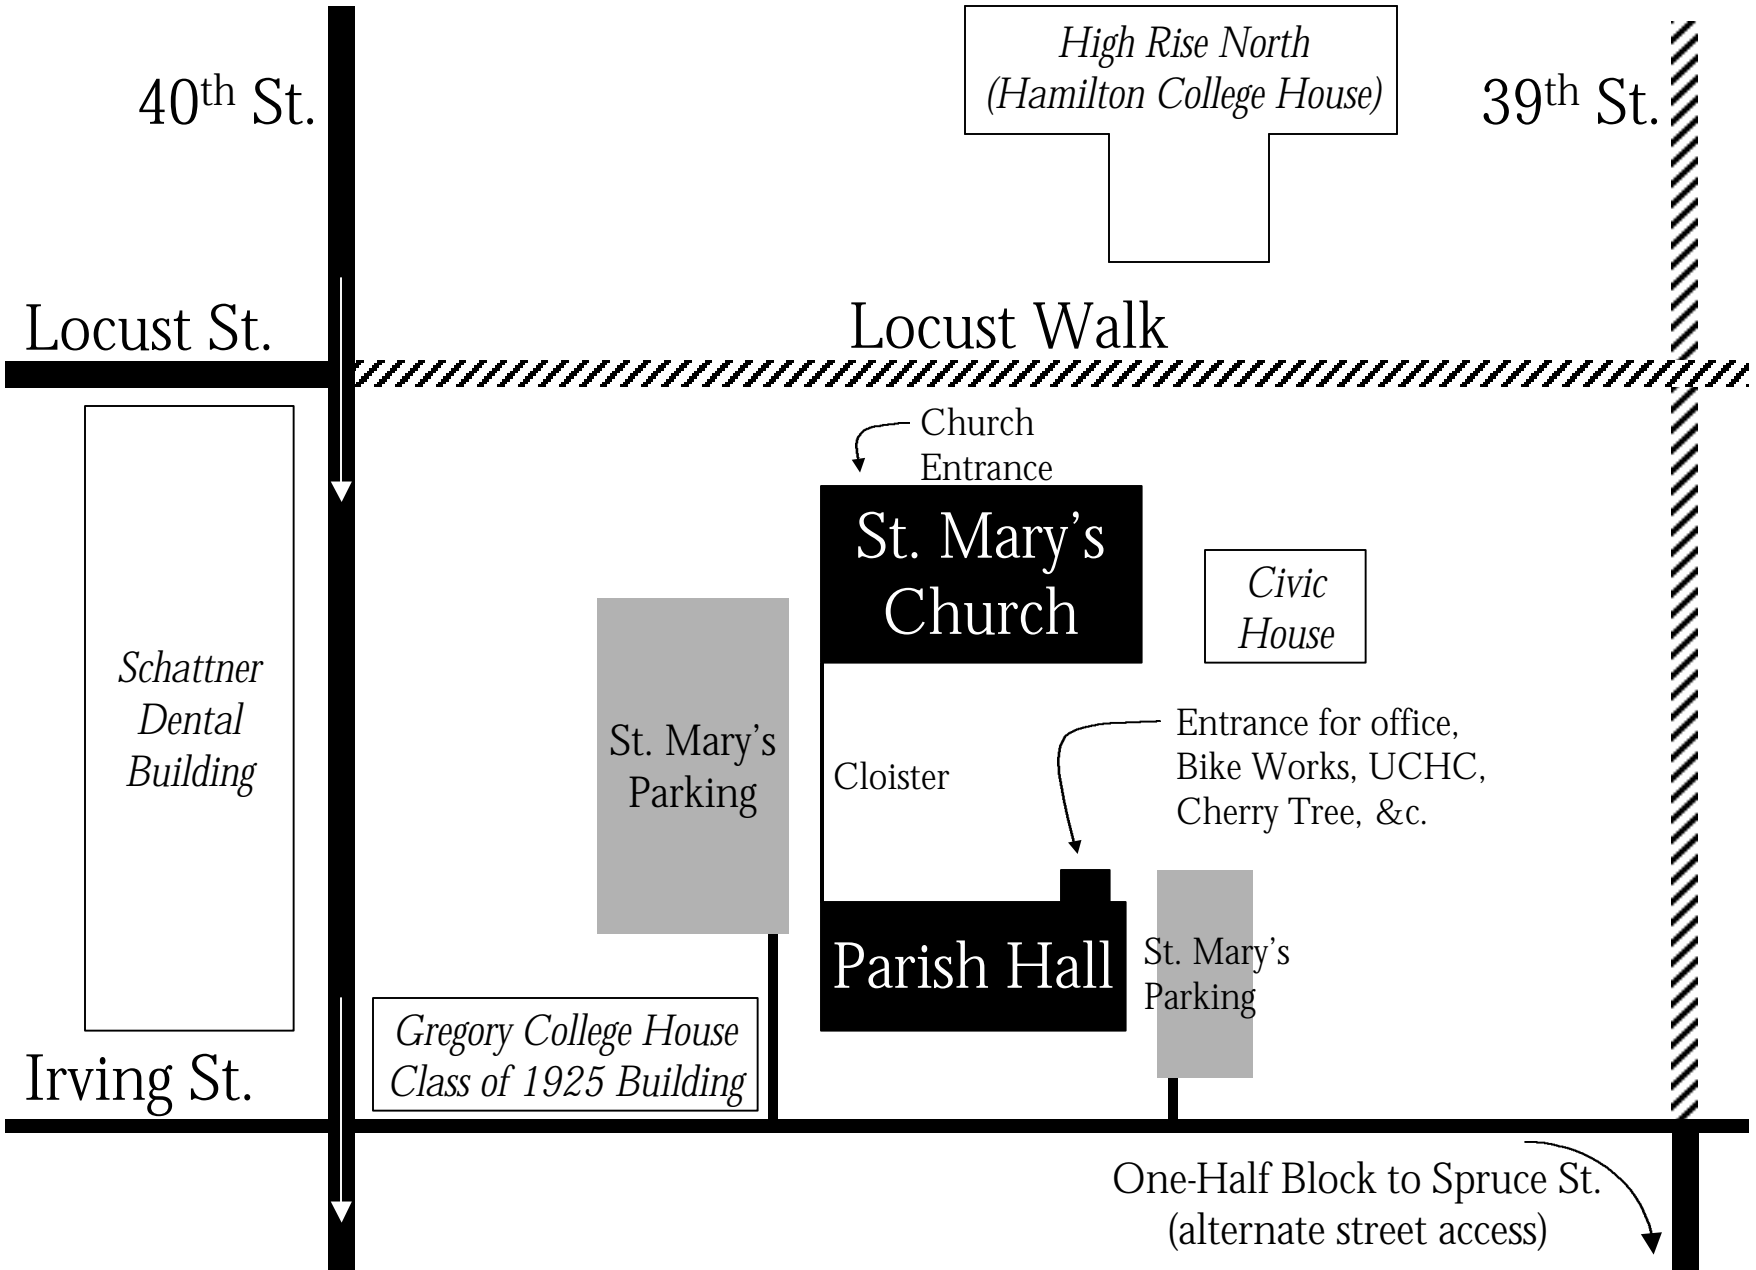 High Rise North
(Hamilton College House)
40th St.
39th St.
Locust St.
Locust Walk
Church
Entrance
St. Mary's
Church
Civic
House
Schattner
Dental
Building
St. Mary's
Parking
Cloister
Entrance for office,
Bike Works, UCHC,
Cherry Tree, &c.
Parish Hall
St. Mary's
Parking
Gregory College House
Class of 1925 Building
Irving St.
One-Half Block to Spruce St.
(alternate street access)